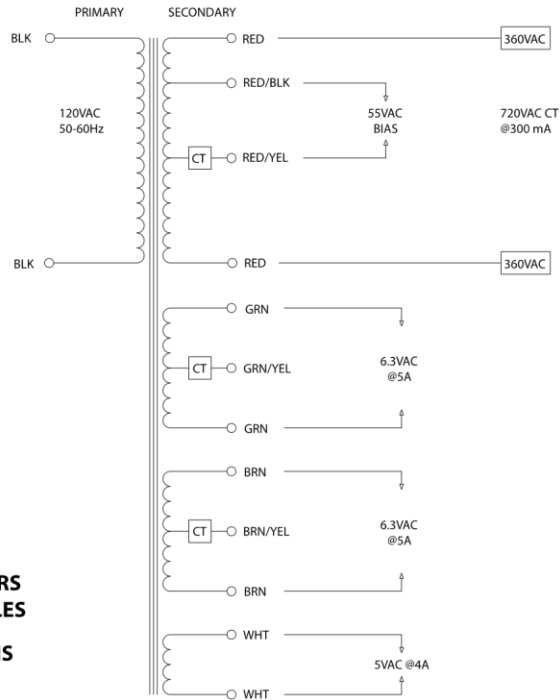 PRIMARY SECONDARY
BLK RED 360VAC
RED/BLK
120VAC
50-60Hz
55VAC
BIAS
720VAC CT
@300 mA
CT RED/YEL
BLK RED 360VAC
GRN
CT GRN/YEL
6.3VAC
@5A
GRN
BRN
CT BRN/YEL
6.3VAC
@5A
BRN
WHT
5VAC @4A
WHT